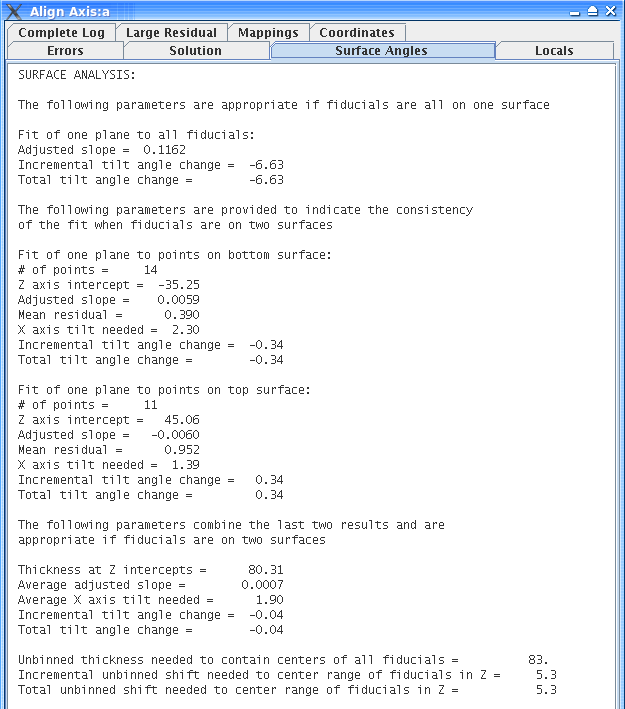 Align Axis:a
Complete Log Large Residual Mappings Coordinates
Errors Solution Surface Angles Locals
SURFACE ANALYSIS:
The following parameters are appropriate if fiducials are all on one surface
Fit of one plane to all fiducials:
Adjusted slope = 0.1162
Incremental tilt angle change = -6.63
Total tilt angle change = -6.63
The following parameters are provided to indicate the consistency
of the fit when fiducials are on two surfaces
Fit of one plane to points on bottom surface:
# of points = 14
Z axis intercept = -35.25
Adjusted slope = 0.0059
Mean residual = 0.390
X axis tilt needed = 2.30
Incremental tilt angle change = -0.34
Total tilt angle change = -0.34
Fit of one plane to points on top surface:
# of points = 11
Z axis intercept = 45.06
Adjusted slope = -0.0060
Mean residual = 0.952
X axis tilt needed = 1.39
Incremental tilt angle change = 0.34
Total tilt angle change = 0.34
The following parameters combine the last two results and are
appropriate if fiducials are on two surfaces
Thickness at Z intercepts = 80.31
Average adjusted slope = 0.0007
Average X axis tilt needed = 1.90
Incremental tilt angle change = -0.04
Total tilt angle change = -0.04
Unbinned thickness needed to contain centers of all fiducials = 83.
Incremental unbinned shift needed to center range of fiducials in Z = 5.3
Total unbinned shift needed to center range of fiducials in Z = 5.3